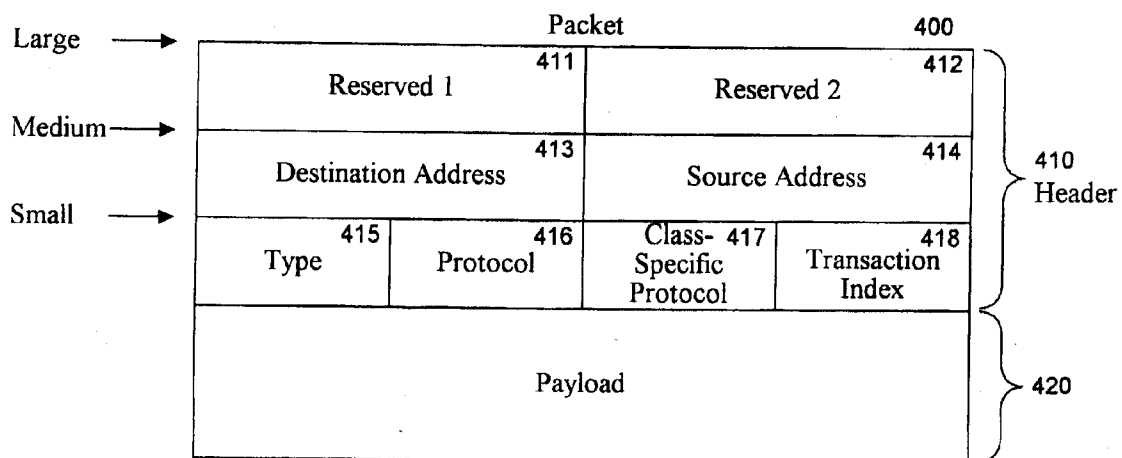 Packet 400
Large
411 412
Reserved 1 Reserved 2
Medium
413 414
Destination Address Source Address
410
Header
Small
415 416 Class- 417 418
Type Protocol Specific Transaction
Protocol Index
Payload
420